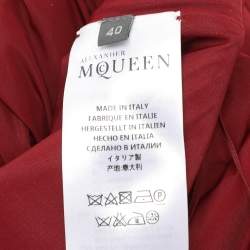 40
ALEXANDER
MCQUEEN
MADE IN ITALY
FABRIQUÉ EN ITALIE
HERGESTELLT IN ITALIEN
HECHO EN ITALIA
СДЕЛАНО В ИТАЛИИ
イタリア製
产地:意大利